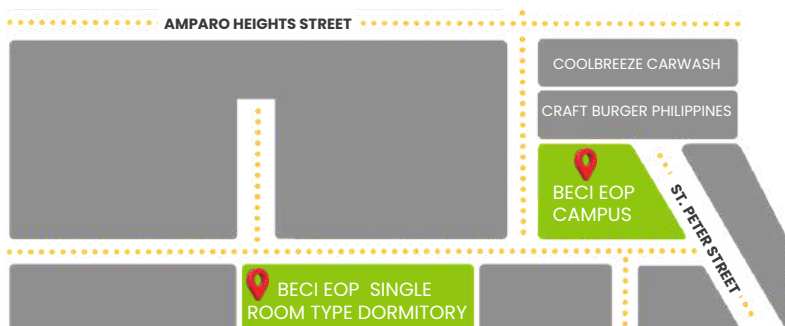 AMPARO HEIGHTS STREET
COOLBREEZE CARWASH
CRAFT BURGER PHILIPPINES
BECI EOP
CAMPUS
ST. PETER STREET
BECI EOP SINGLE
ROOM TYPE DORMITORY